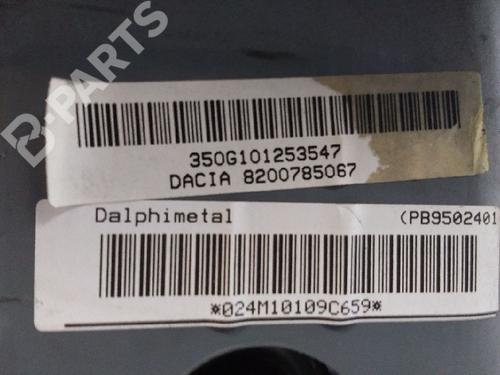 B-PARTS
350G101253547
DACIA 8200785067
Dalphimetal (PB9502401
*024M10109C659*